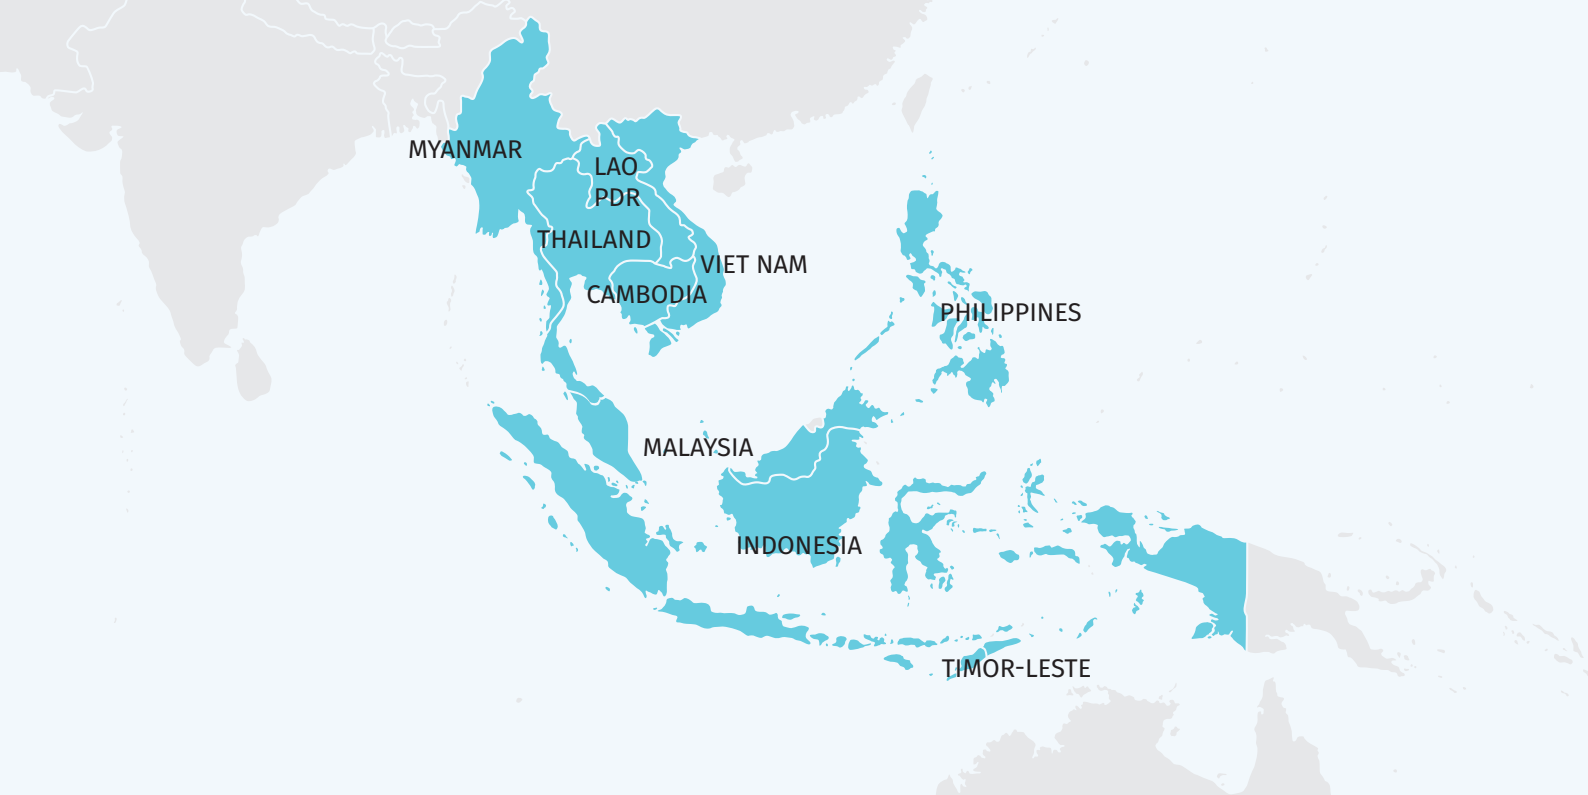 MYANMAR
LAO
PDR
THAILAND
VIET NAM
CAMBODIA
PHILIPPINES
MALAYSIA
INDONESIA
TIMOR-LESTE